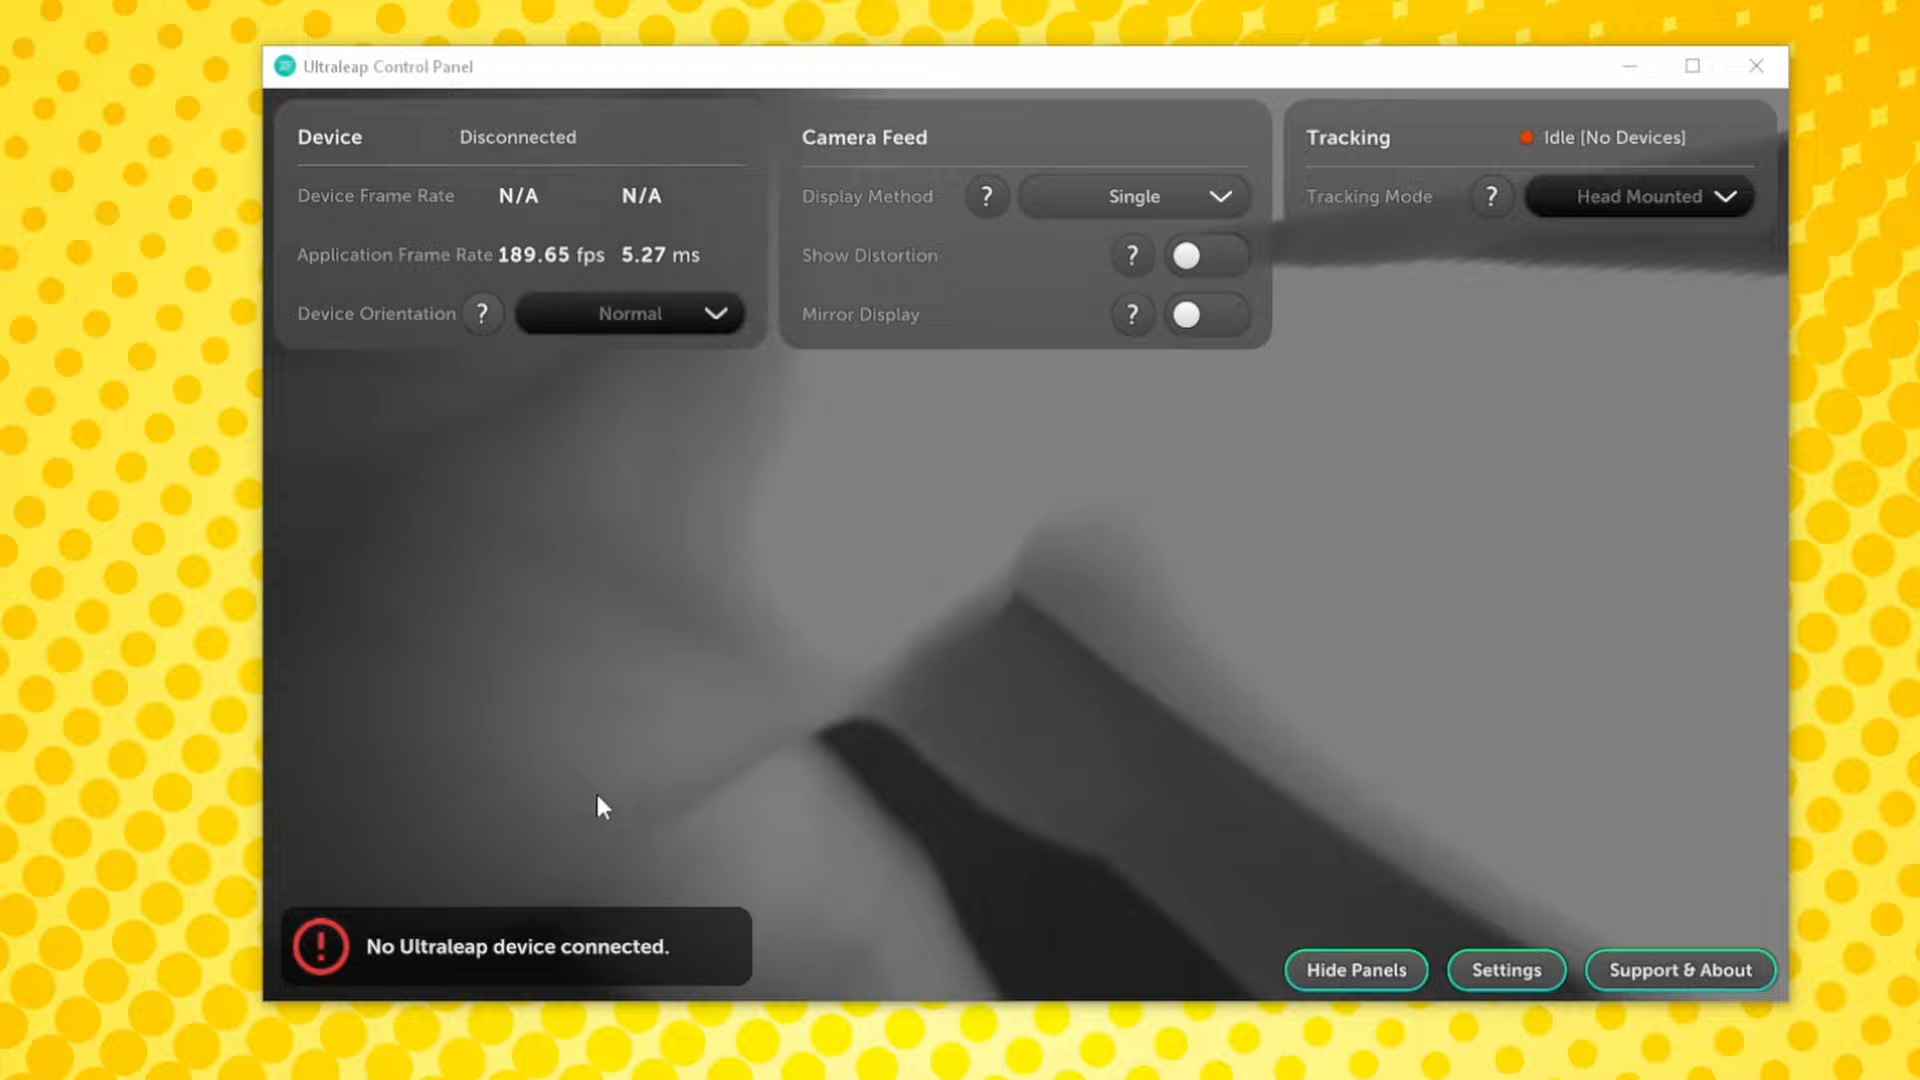 Ultraleap Control Panel
Device Disconnected
Device Frame Rate N/A N/A
Application Frame Rate 189.65 fps 5.27 ms
Device Orientation ? Normal
Camera Feed
Display Method ? Single
Show Distortion ?
Mirror Display ?
Tracking Idle [No Devices]
Tracking Mode ? Head Mounted
! No Ultraleap device connected.
Hide Panels Settings Support & About